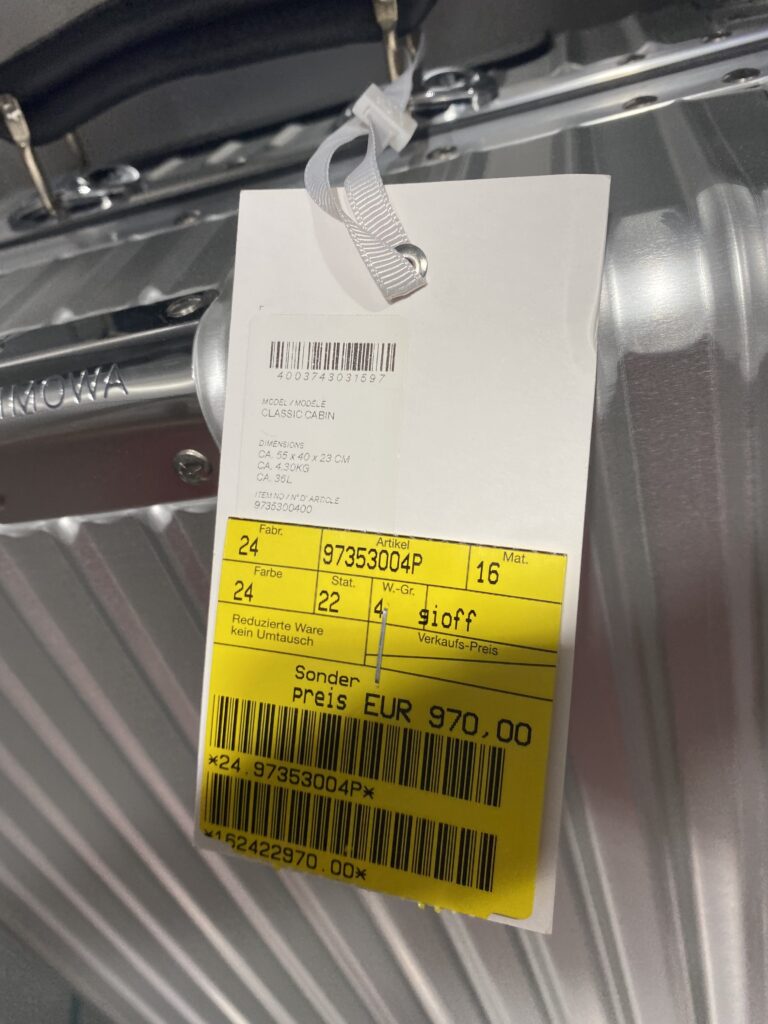 IMOWA
4003743031597
MODEL / MODÈLE
CLASSIC CABIN
DIMENSIONS
CA. 55 x 40 x 23 CM
CA. 4,30KG
CA. 36L
ITEM NO / N° D' ARTICLE
9735300400
Fabr. Artikel Mat.
24 97353004P 16
Farbe Stat. W.-Gr.
24 22 4 gioff
Reduzierte Ware
kein Umtausch
Verkaufs-Preis
Sonder
preis EUR 970,00
*24.97353004P*
*162422970.00*